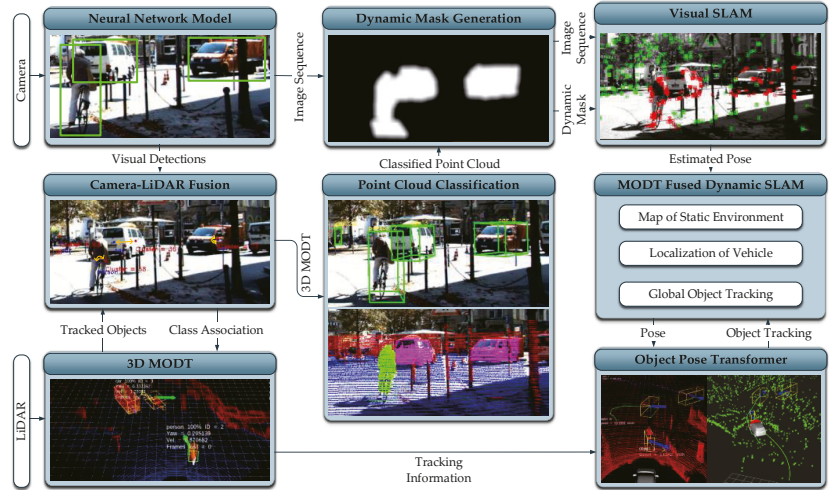 Neural Network Model
Dynamic Mask Generation
Visual SLAM
Camera
Image Sequence
Image
Sequence
Dynamic
Mask
Visual Detections
Classified Point Cloud
Estimated Pose
Camera-LiDAR Fusion
Point Cloud Classification
MODT Fused Dynamic SLAM
Map of Static Environment
Localization of Vehicle
Global Object Tracking
3D MODT
Tracked Objects
Class Association
Pose
Object Tracking
3D MODT
Object Pose Transformer
LiDAR
person 100% ID = 2
Tracking
Information